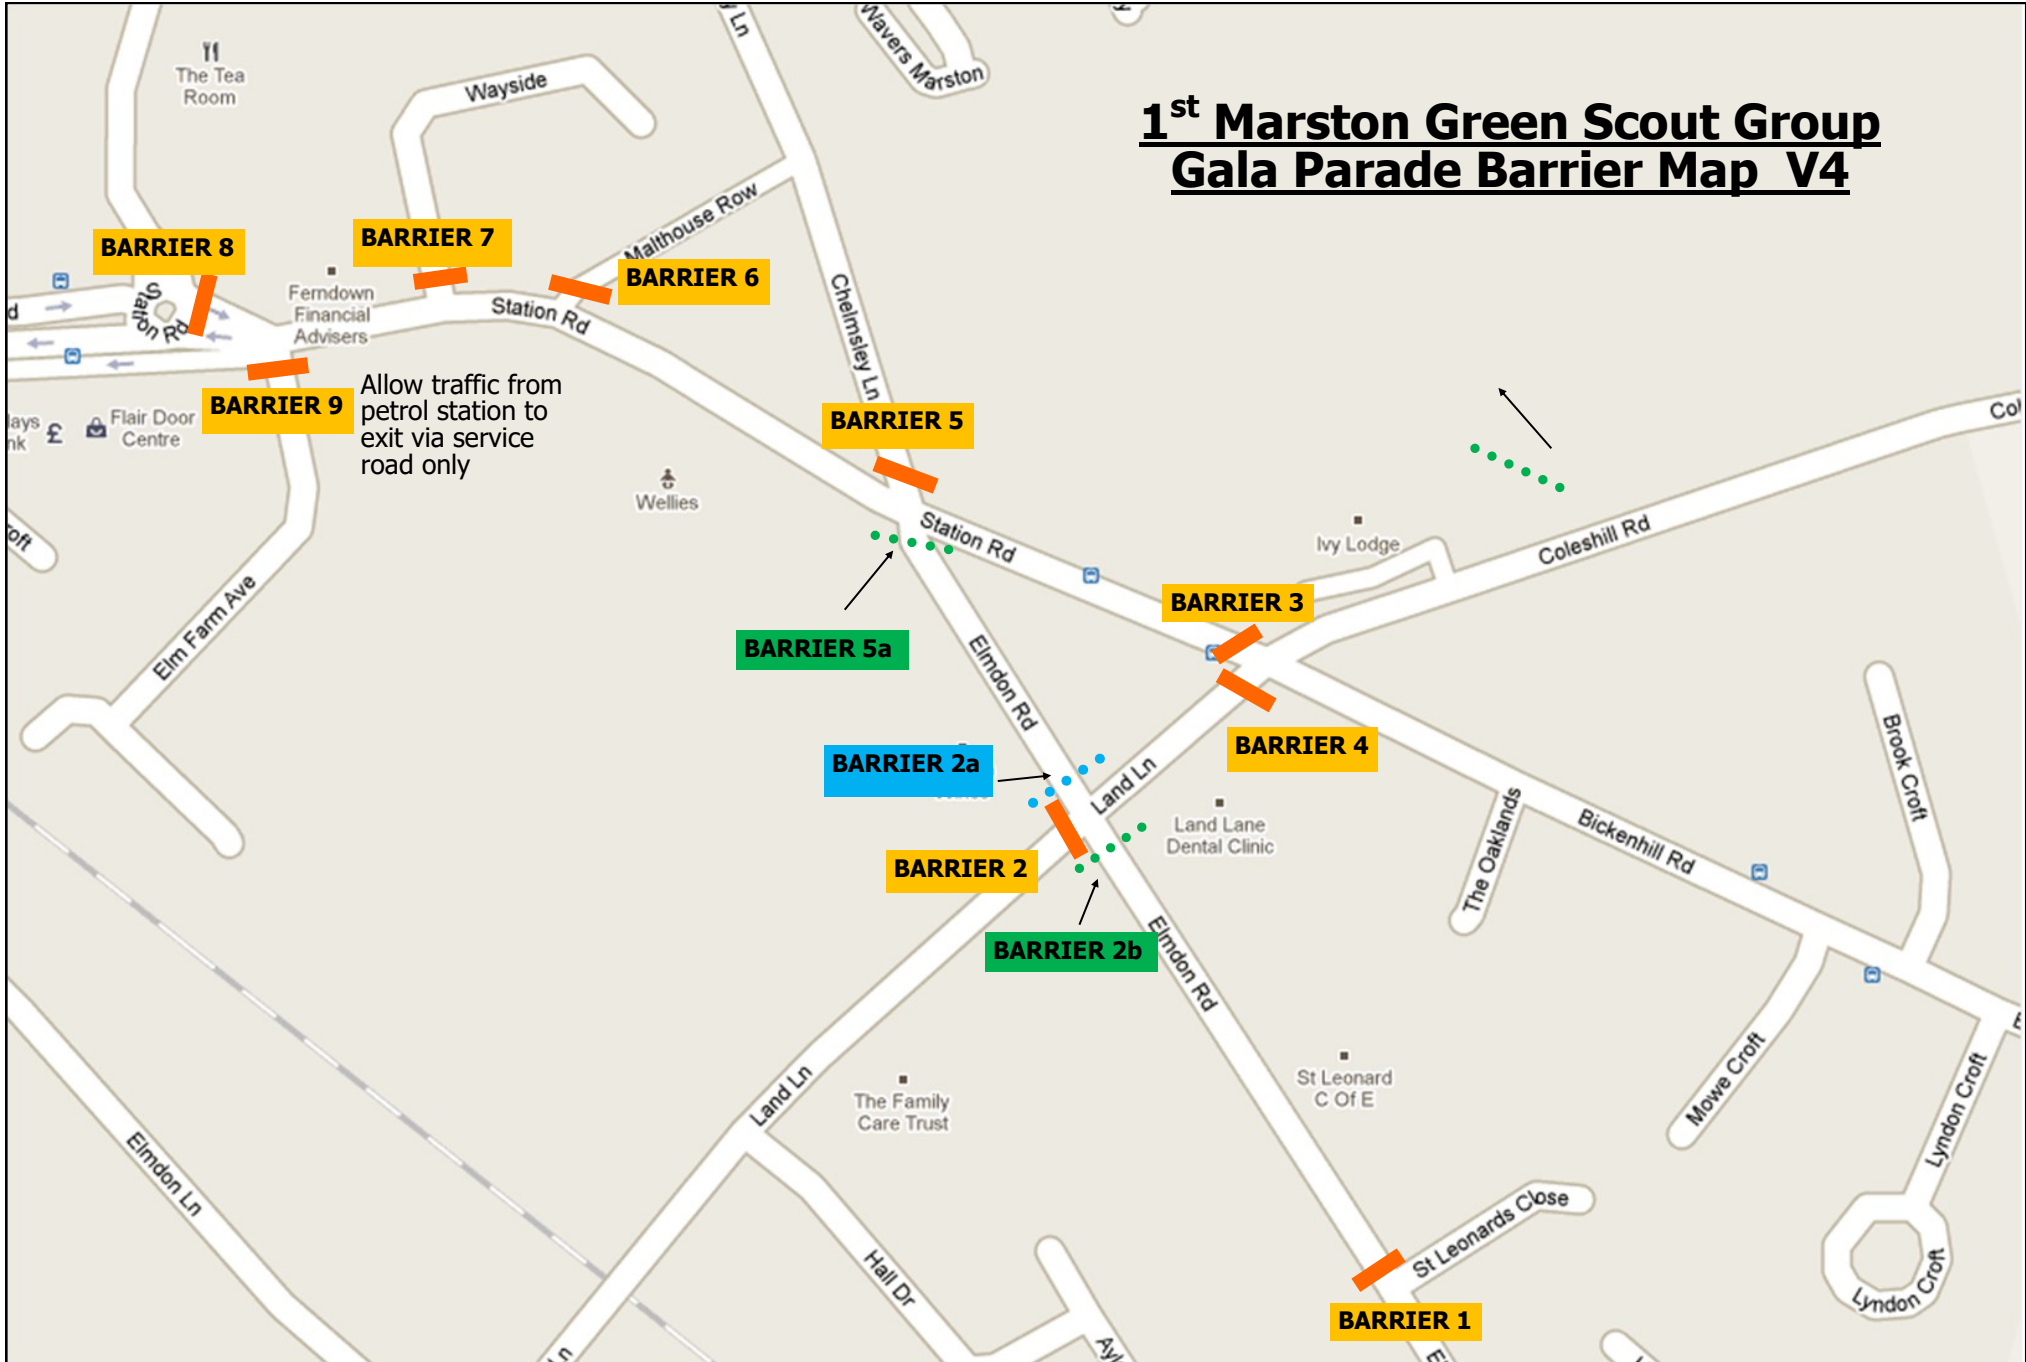 1st Marston Green Scout Group
Gala Parade Barrier Map V4
The Tea
Room
Wayside
Wavers Marston
Malthouse Row
BARRIER 8
BARRIER 7
BARRIER 6
Station Rd
Ferndown
Financial
Advisers
Station Rd
Chelmsley Ln
BARRIER 9
Allow traffic from
petrol station to
exit via service
road only
Flair Door
Centre
BARRIER 5
Wellies
Station Rd
Ivy Lodge
Coleshill Rd
Elm Farm Ave
BARRIER 5a
BARRIER 3
Elmdon Rd
BARRIER 4
BARRIER 2a
Land Ln
Land Lane
Dental Clinic
BARRIER 2
The Oaklands
Bickenhill Rd
Brook Croft
BARRIER 2b
Elmdon Rd
Land Ln
The Family
Care Trust
St Leonard
C Of E
Mowe Croft
Lyndon Croft
Elmdon Ln
Hall Dr
St Leonards Close
Lyndon Croft
BARRIER 1
Ln